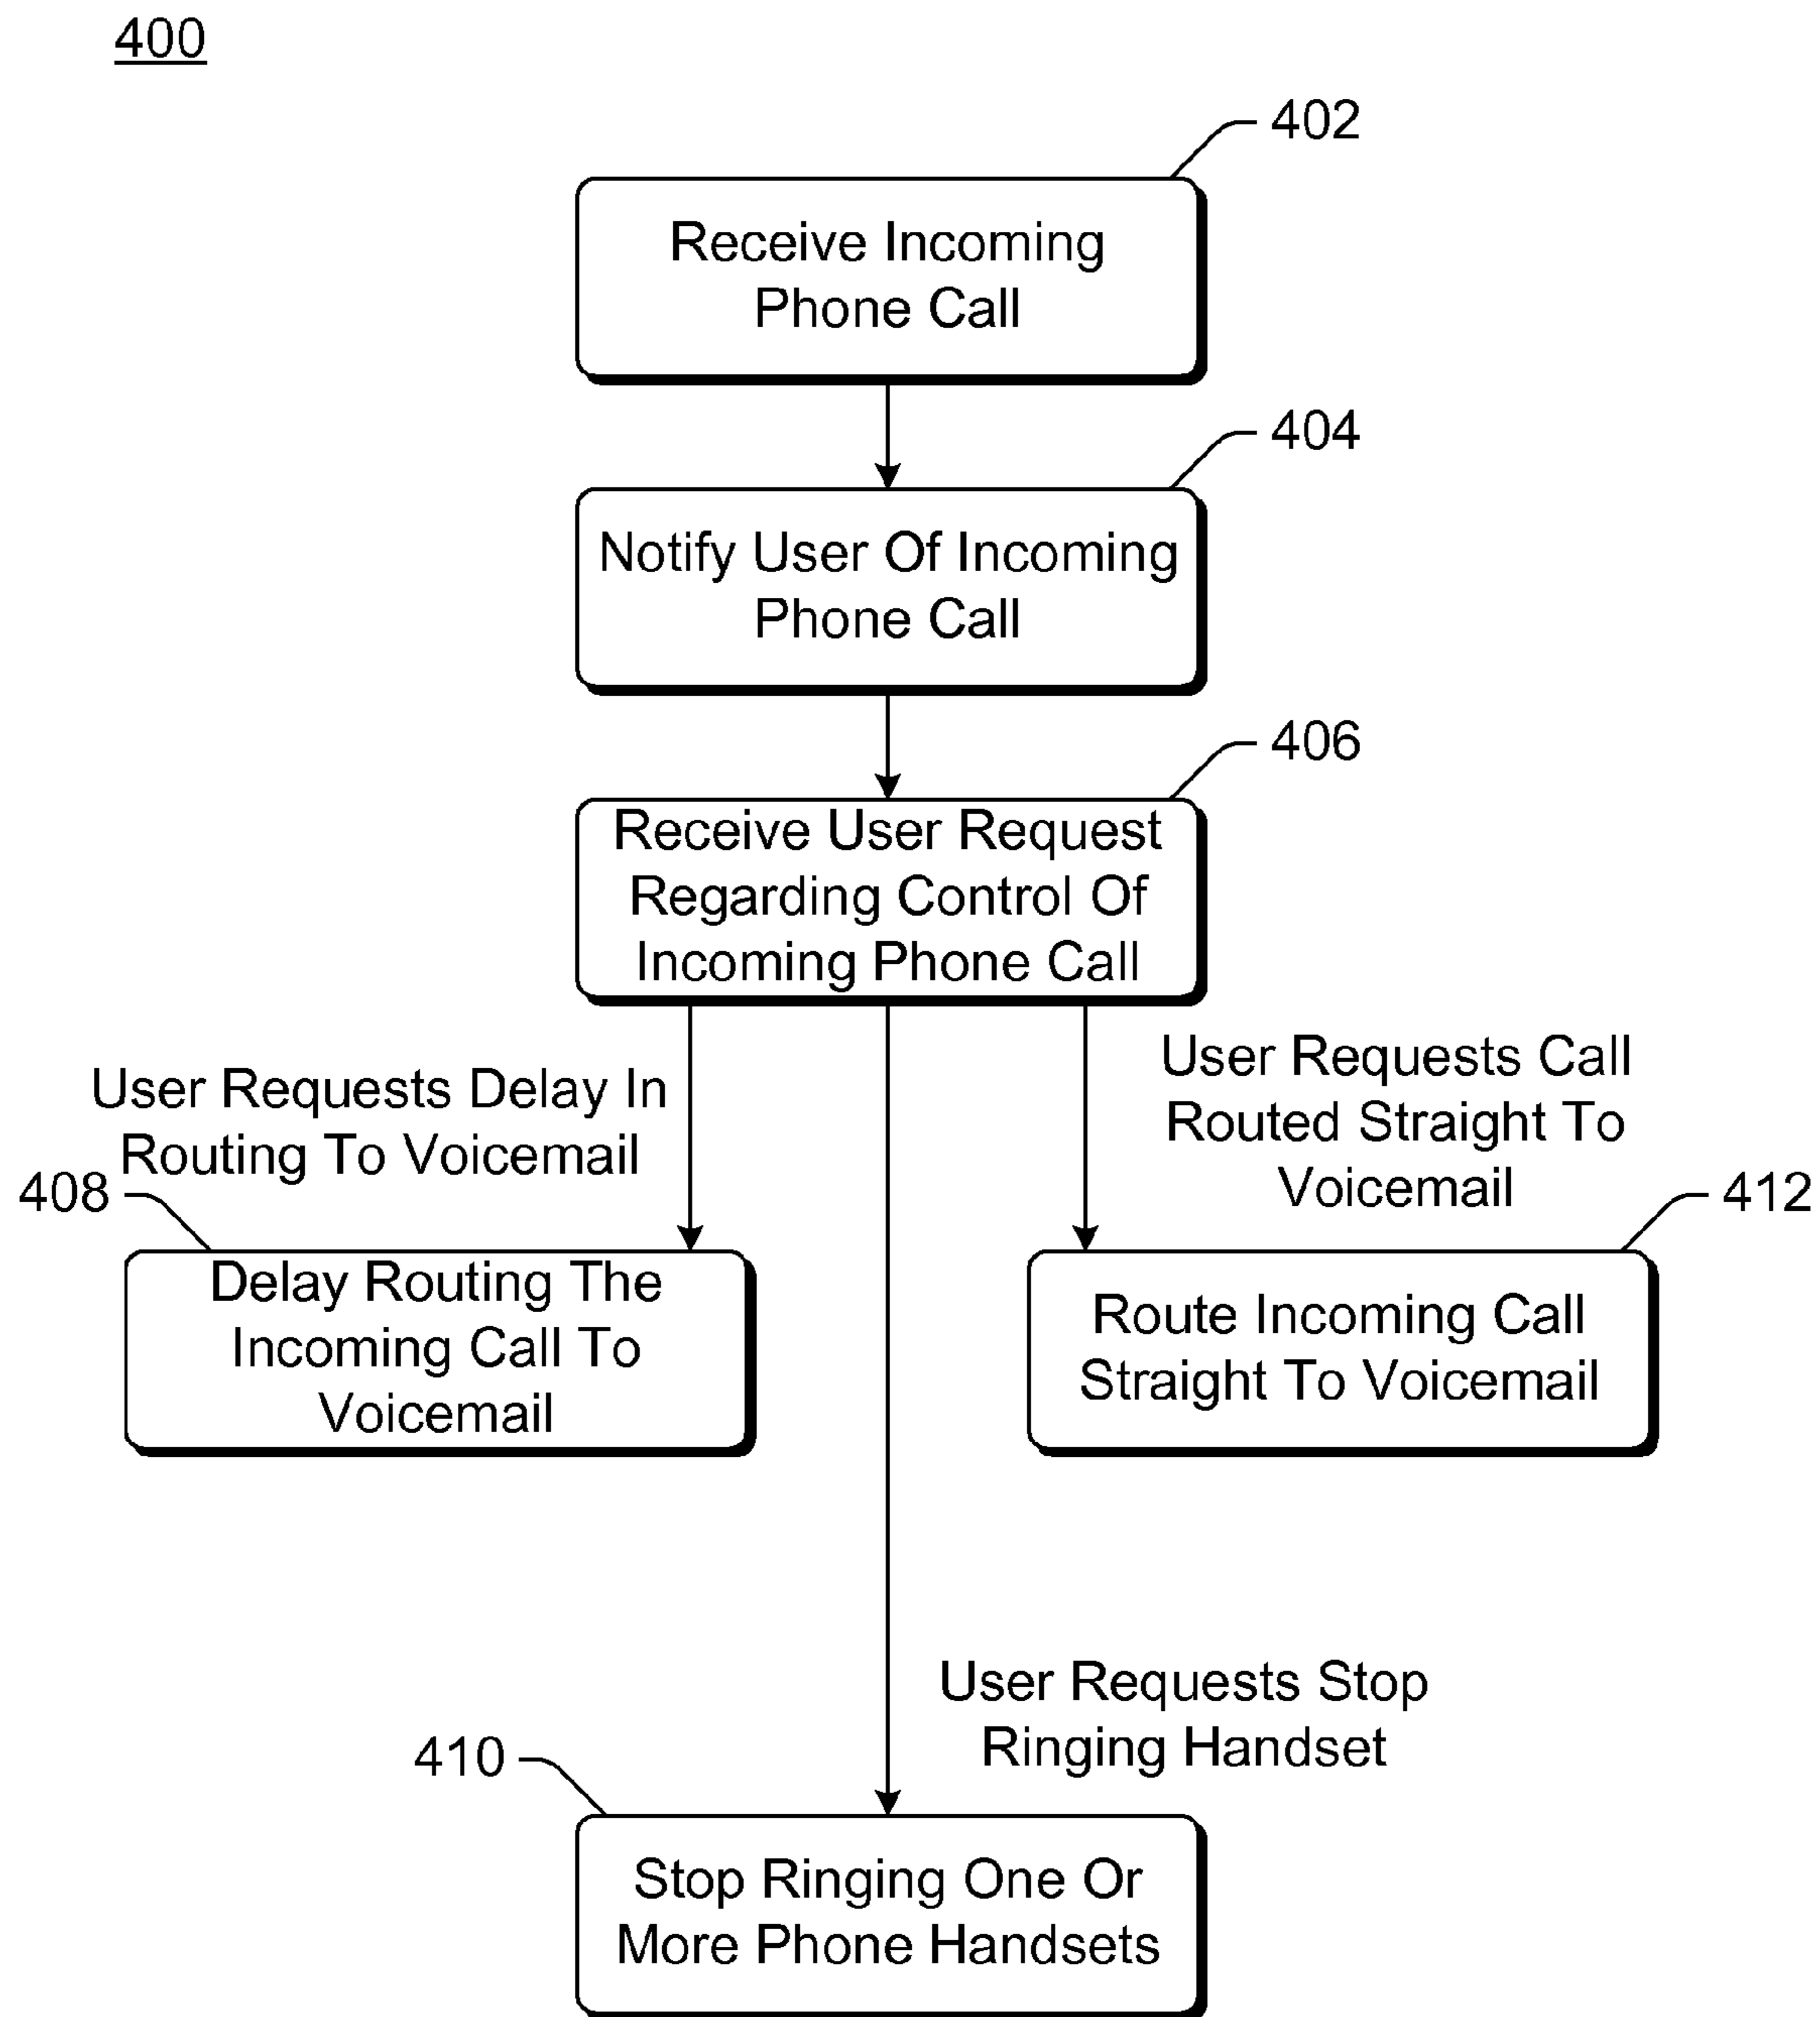 400
402
Receive Incoming
Phone Call
404
Notify User Of Incoming
Phone Call
406
Receive User Request
Regarding Control Of
Incoming Phone Call
User Requests Delay In
Routing To Voicemail
User Requests Call
Routed Straight To
Voicemail
408
Delay Routing The
Incoming Call To
Voicemail
412
Route Incoming Call
Straight To Voicemail
User Requests Stop
Ringing Handset
410
Stop Ringing One Or
More Phone Handsets